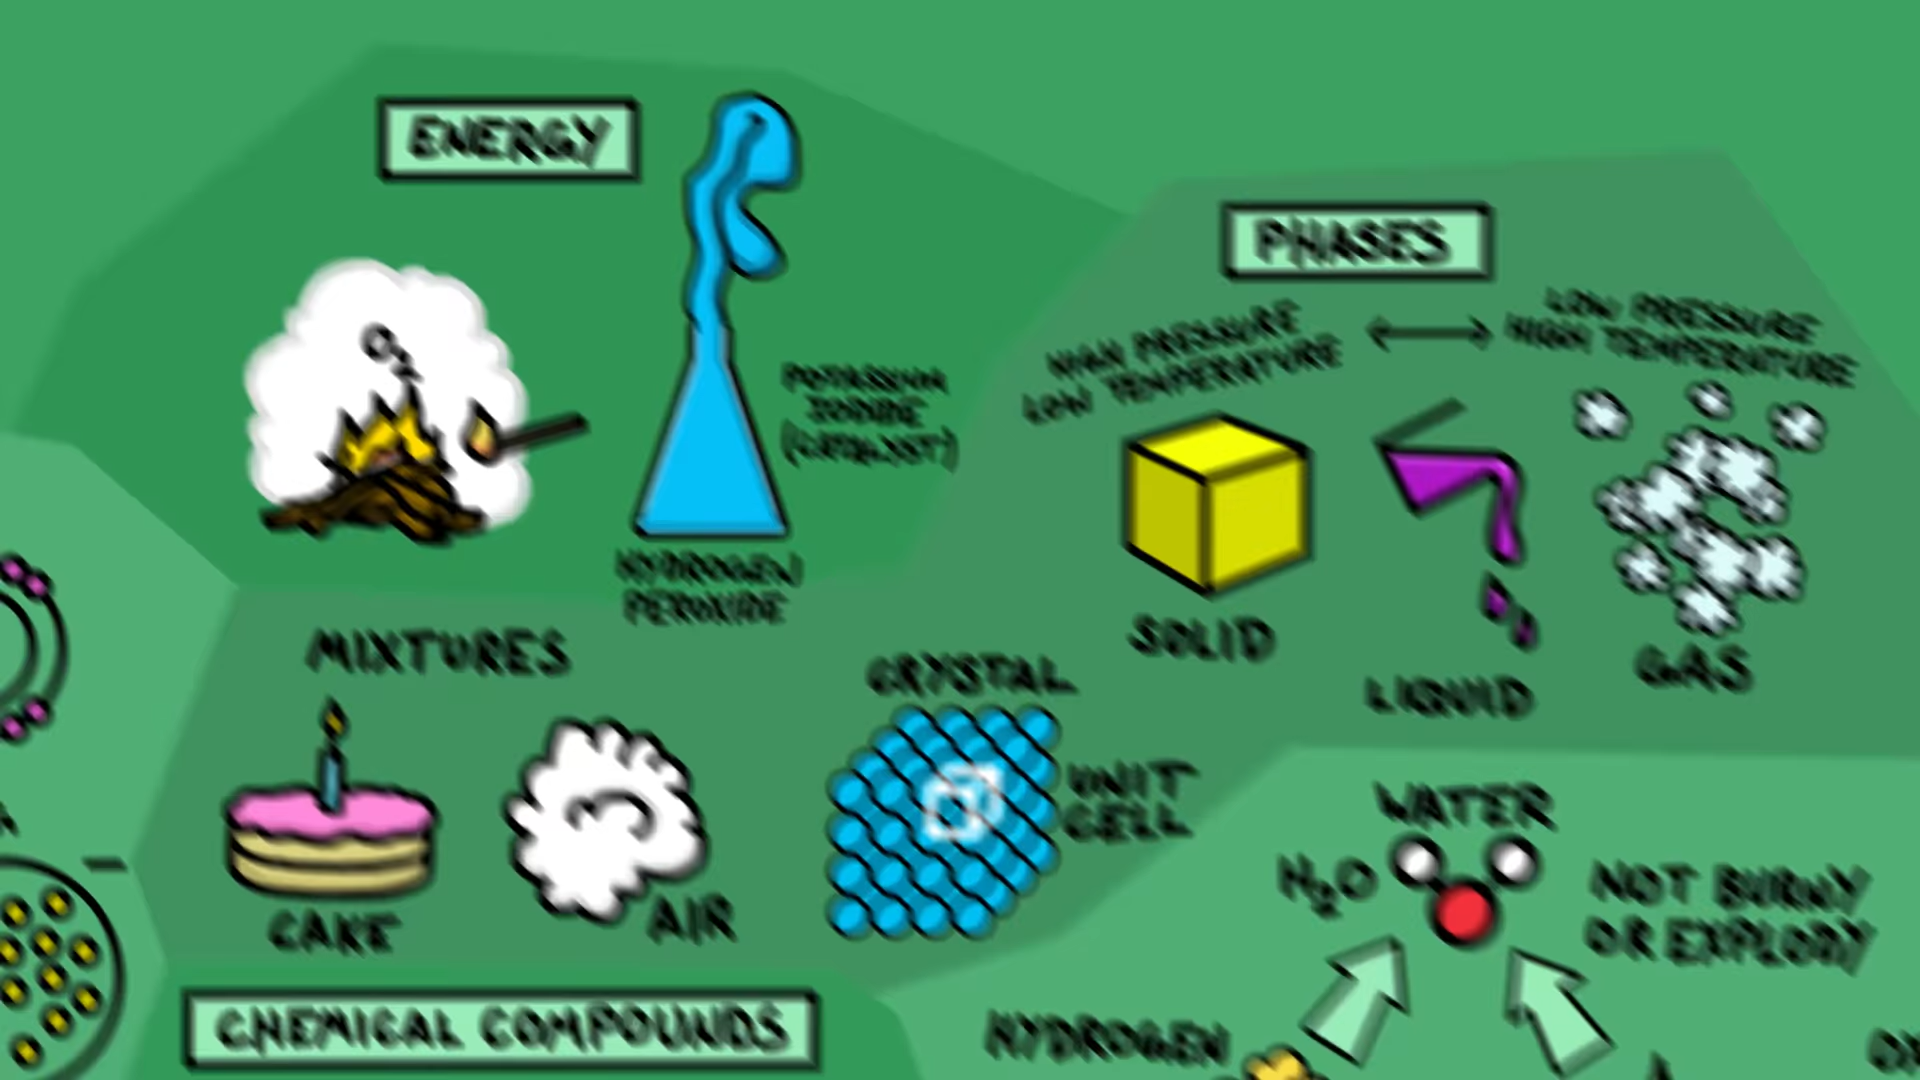 ENERGY
O₂
POTASSIUM
IODIDE
(CATALYST)
HYDROGEN
PEROXIDE
PHASES
HIGH PRESSURE
LOW TEMPERATURE
LOW PRESSURE
HIGH TEMPERATURE
SOLID
LIQUID
GAS
MIXTURES
CAKE
AIR
CRYSTAL
UNIT
CELL
WATER
H₂O
NOT BURNY
OR EXPLODY
CHEMICAL COMPOUNDS
HYDROGEN